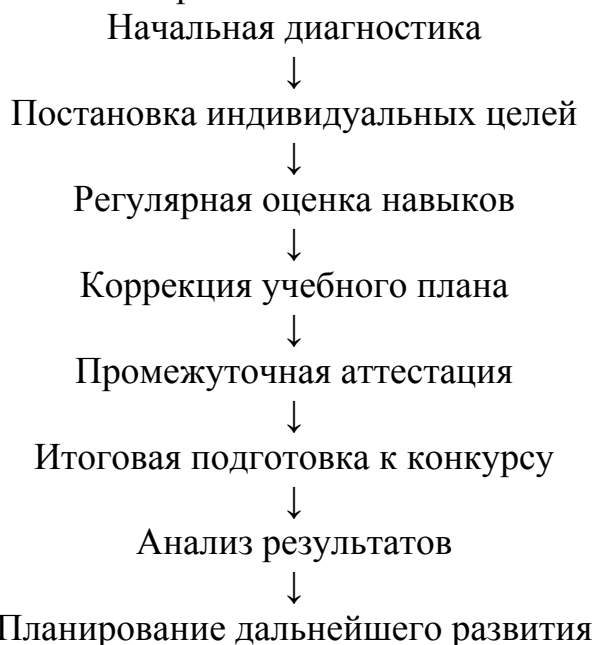 Начальная диагностика
↓
Постановка индивидуальных целей
↓
Регулярная оценка навыков
↓
Коррекция учебного плана
↓
Промежуточная аттестация
↓
Итоговая подготовка к конкурсу
↓
Анализ результатов
↓
Планирование дальнейшего развития